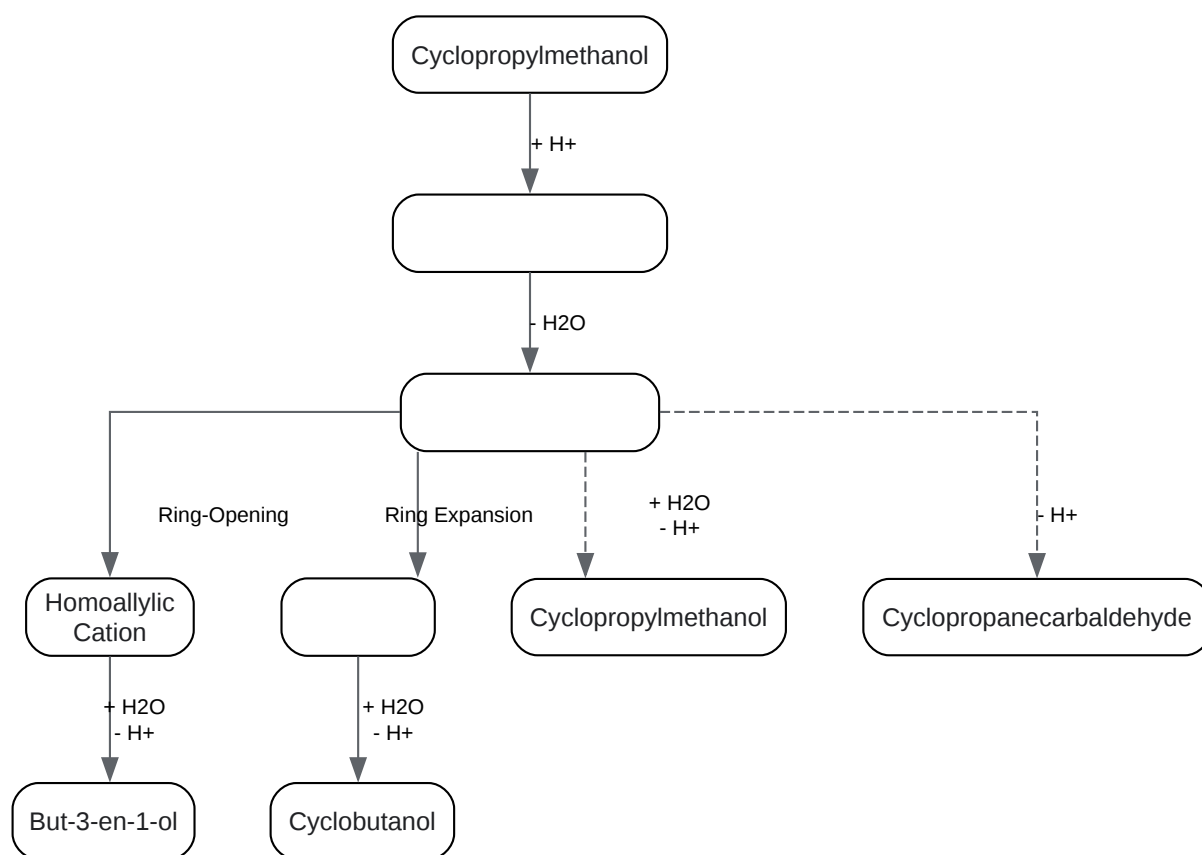 Cyclopropylmethanol
+ H+
- H2O
Ring-Opening
Ring Expansion
+ H2O
- H+
- H+
Homoallylic
Cation
Cyclopropylmethanol
Cyclopropanecarbaldehyde
+ H2O
- H+
+ H2O
- H+
But-3-en-1-ol
Cyclobutanol